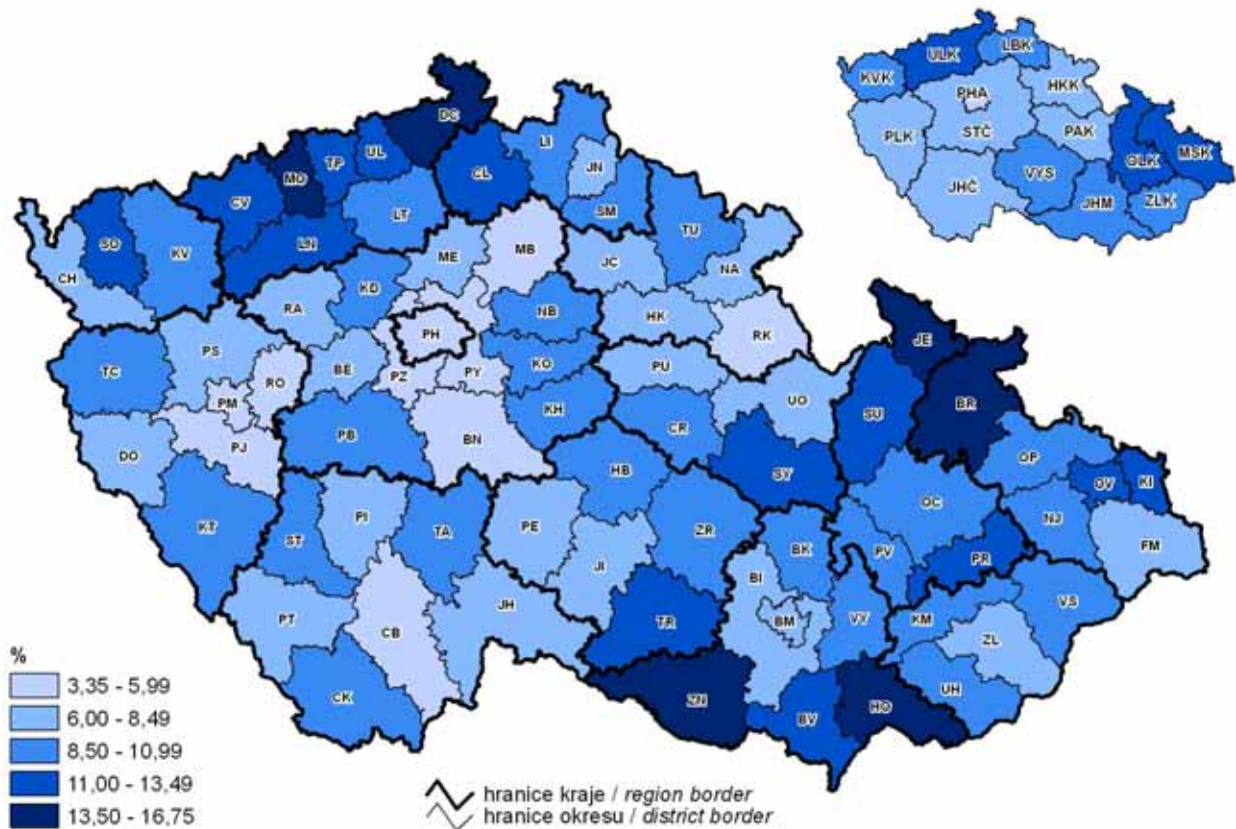 ULK LBK
KVK
HKK
PHA
PLK STČ PAK
OLK MSK
JHČ VYS
JHM ZLK
DC
UL LI
TP JN
MO CL
CV LT SM
SO KV LN TU
MB
CH ME JC NA
KD
RA NB HK
PH RK JE
PS
TC RO BE PZ PY KO PU
PM UO SU BR
KH
PB CR
DO PJ BN OP
SY OV KI
HB
KT PI TA PE OC NJ
ST ZR
BK FM
JI PV PR
BI
PT CB JH TR BM VY KM VS
ZL
CK ZN BV HO UH
%
3,35 - 5,99
6,00 - 8,49
8,50 - 10,99
11,00 - 13,49
13,50 - 16,75
hranice kraje / region border
hranice okresu / district border